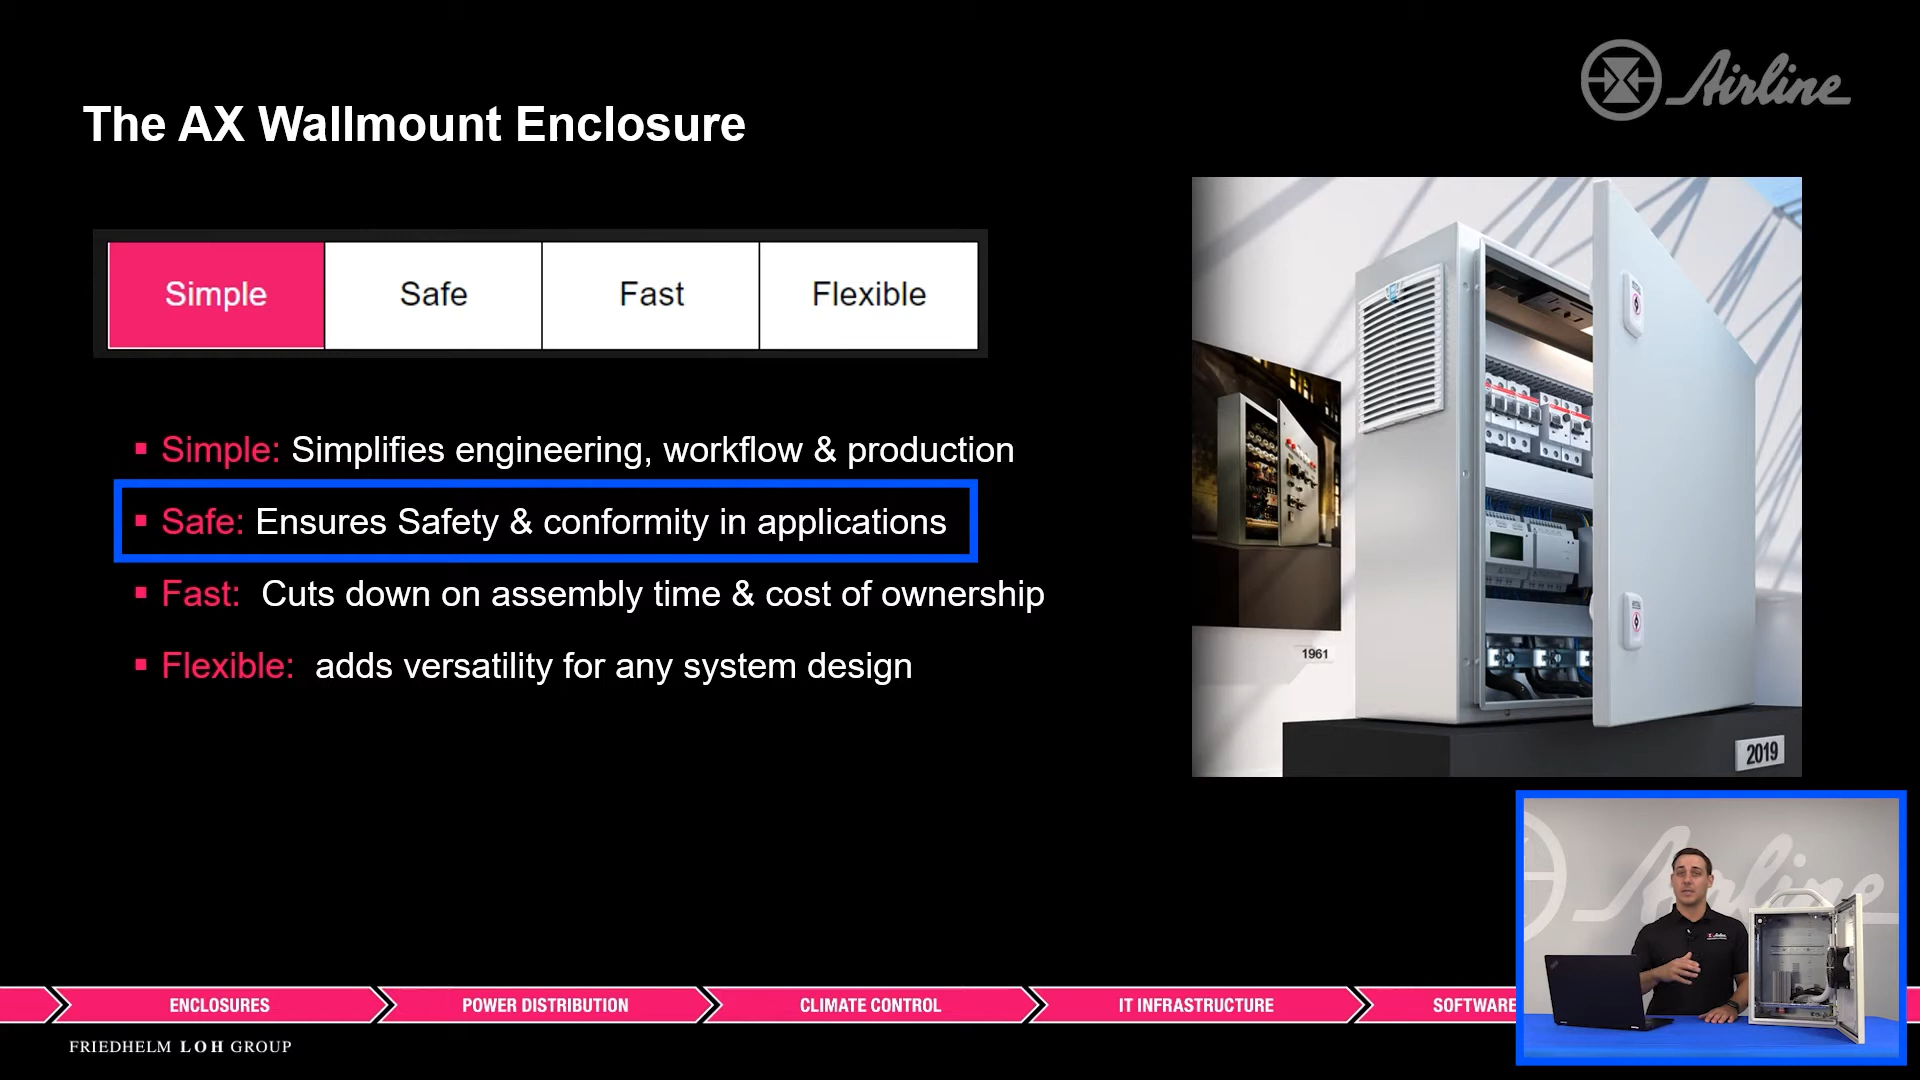 Airline
The AX Wallmount Enclosure
Simple Safe Fast Flexible
▪ Simple: Simplifies engineering, workflow & production
▪ Safe: Ensures Safety & conformity in applications
▪ Fast: Cuts down on assembly time & cost of ownership
▪ Flexible: adds versatility for any system design
1961
2019
Airline
ENCLOSURES POWER DISTRIBUTION CLIMATE CONTROL IT INFRASTRUCTURE SOFTWARE
FRIEDHELM LOH GROUP